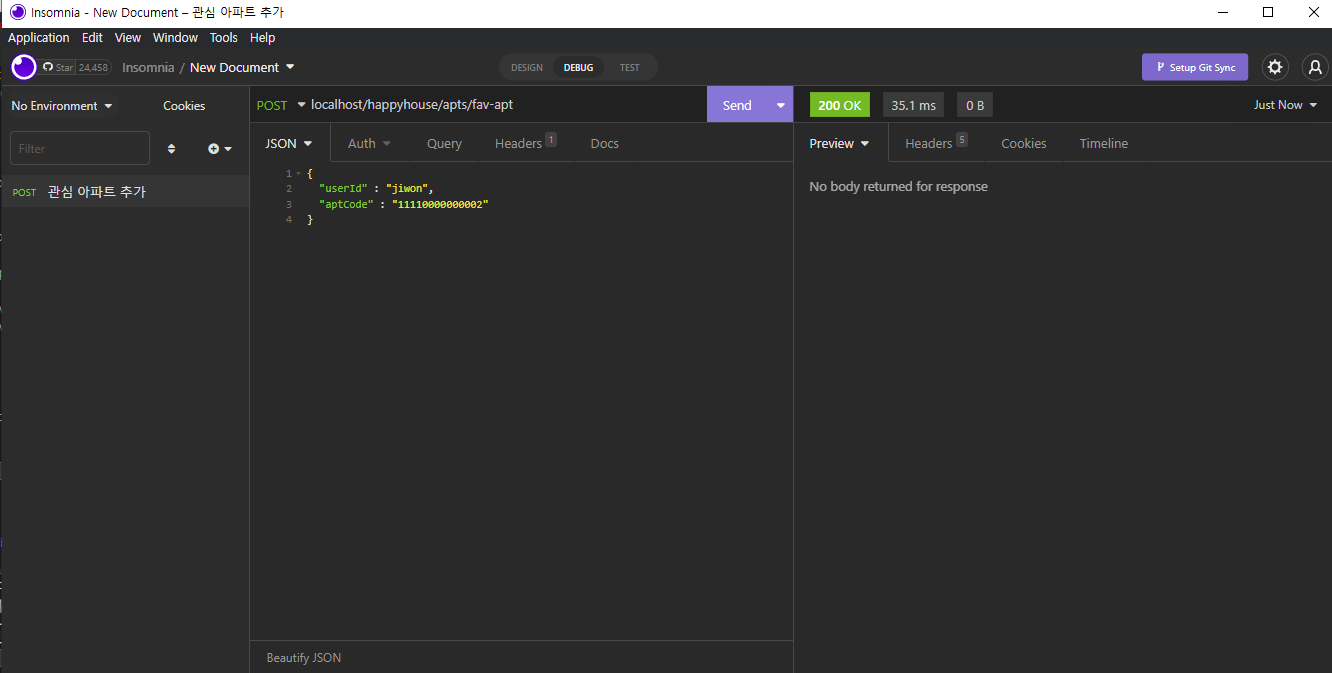 Insomnia - New Document – 관심 아파트 추가
Application Edit View Window Tools Help
Star 24,458 Insomnia / New Document DESIGN DEBUG TEST Setup Git Sync
No Environment Cookies POST localhost/happyhouse/apts/fav-apt Send 200 OK 35.1 ms 0 B Just Now
Filter JSON Auth Query Headers 1 Docs Preview Headers 5 Cookies Timeline
POST 관심 아파트 추가
1 {
2 "userId" : "jiwon",
3 "aptCode" : "11110000000002"
4 }
No body returned for response
Beautify JSON